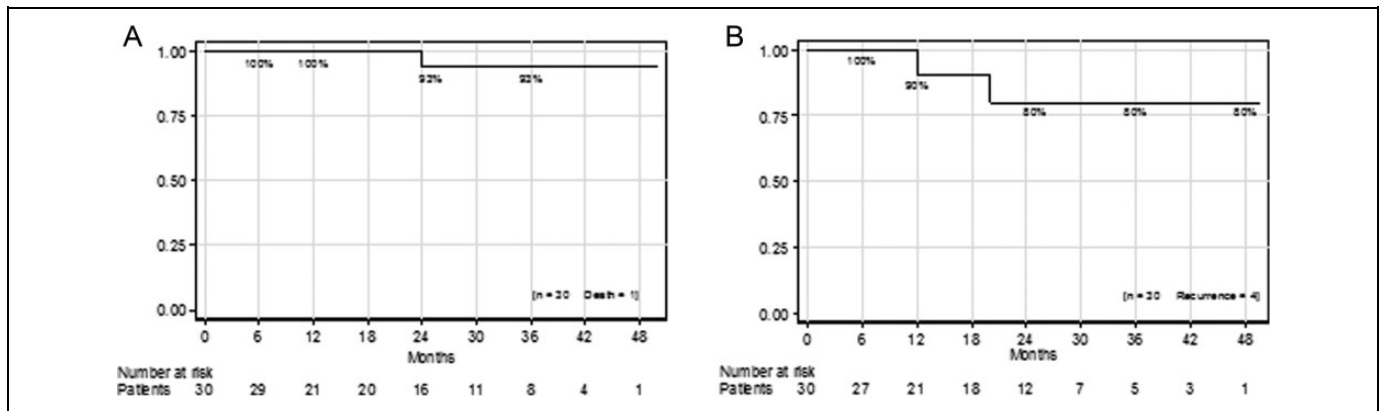 A
1.00
100% 100%
93% 93%
0.75
0.50
0.25
[n = 30 Death = 1]
0.00
0 6 12 18 24 30 36 42 48
Months
Number at risk
Patients 30 29 21 20 16 11 8 4 1
B
1.00
100%
90%
80% 80% 80%
0.75
0.50
0.25
[n = 30 Recurrence = 4]
0.00
0 6 12 18 24 30 36 42 48
Months
Number at risk
Patients 30 27 21 18 12 7 5 3 1